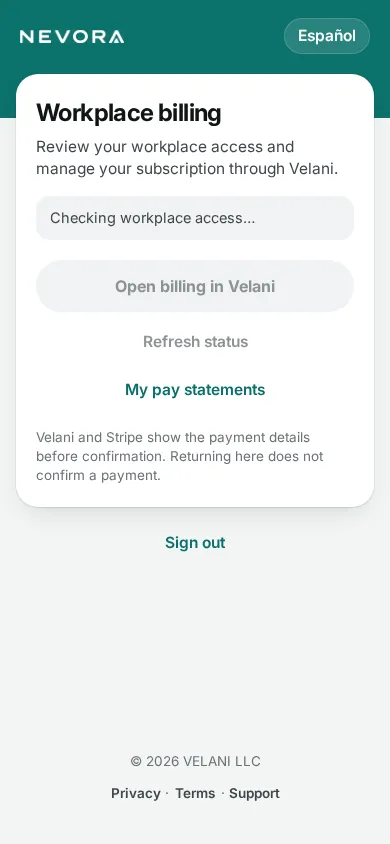 NEVORA
Español
Workplace billing
Review your workplace access and
manage your subscription through Velani.
Checking workplace access...
Open billing in Velani
Refresh status
My pay statements
Velani and Stripe show the payment details
before confirmation. Returning here does not
confirm a payment.
Sign out
© 2026 VELANI LLC
Privacy · Terms · Support